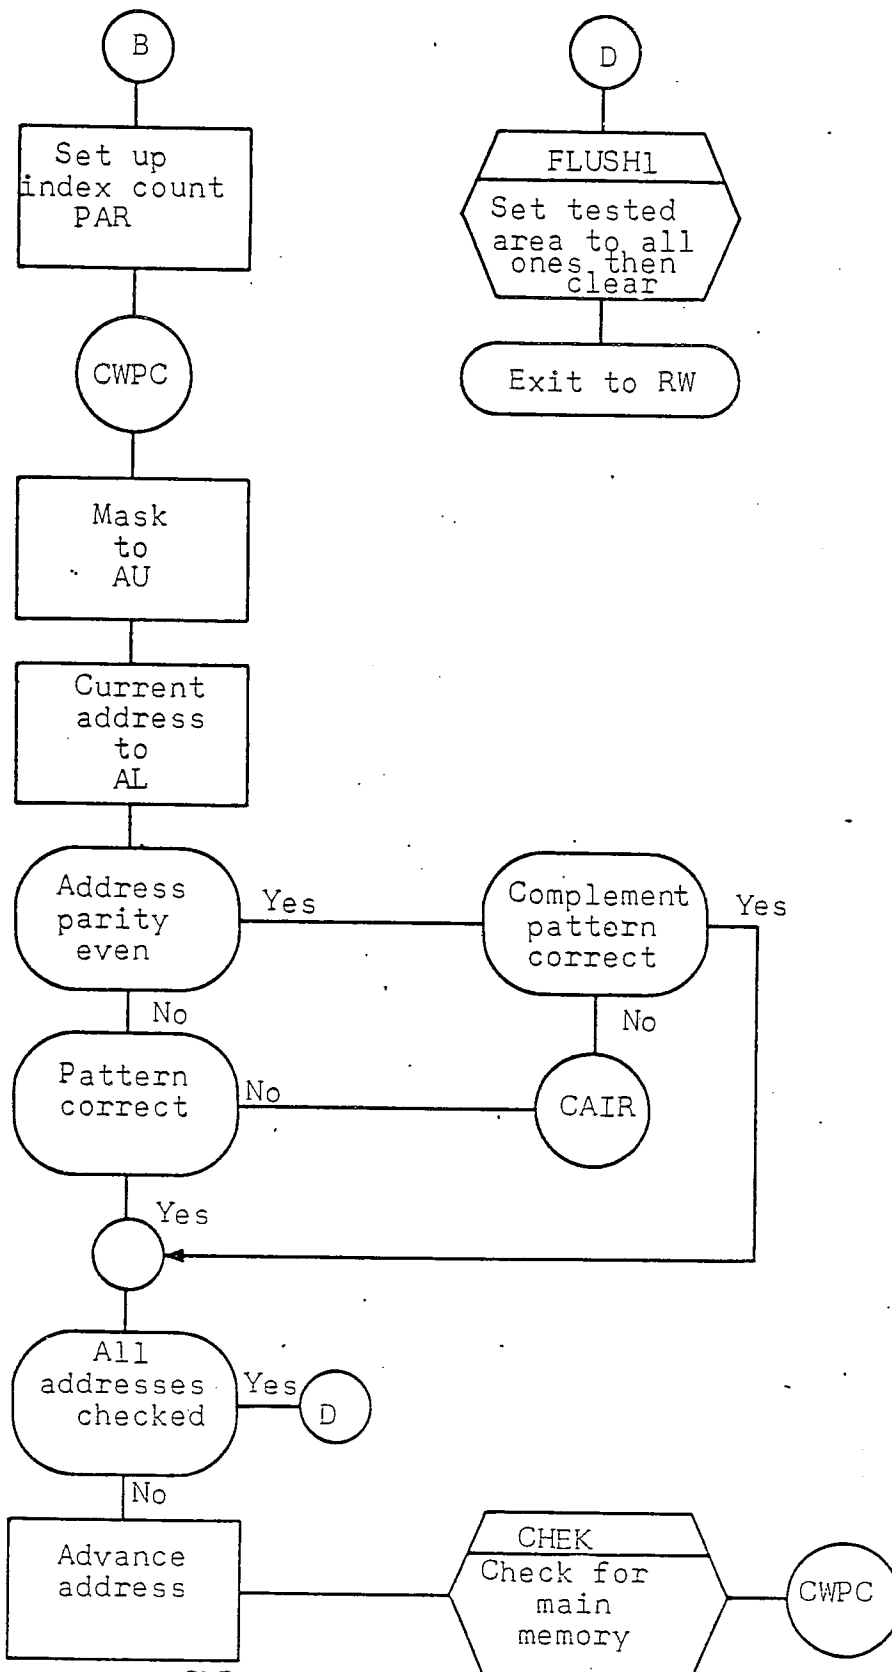 B
Set up
index count
PAR
CWPC
Mask
to
AU
Current
address
to
AL
Address
parity
even
Yes
Complement
pattern
correct
Yes
No
No
Pattern
correct
No
CAIR
Yes
All
addresses
checked
Yes
D
No
Advance
address
CHEK
Check for
main
memory
CWPC
D
FLUSH1
Set tested
area to all
ones then
clear
Exit to RW